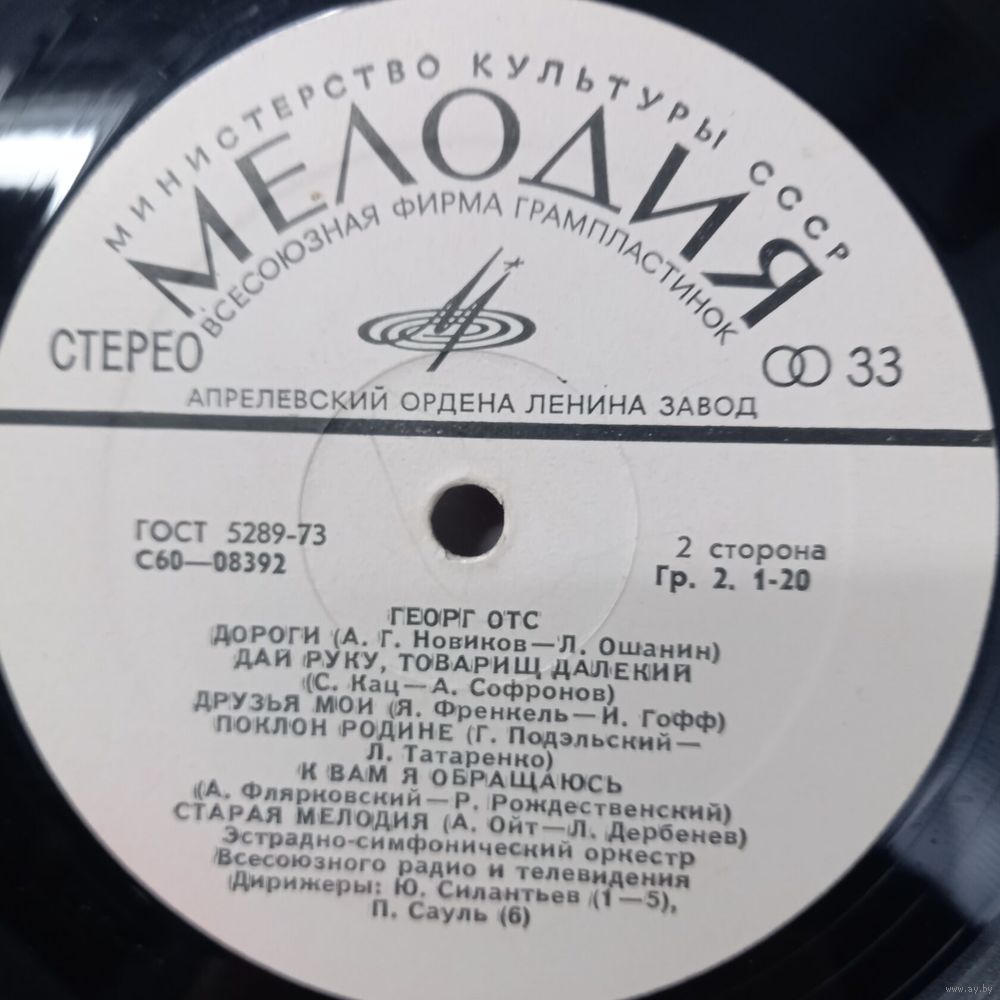 МИНИСТЕРСТВО КУЛЬТУРЫ СССР
МЕЛОДИЯ
ВСЕСОЮЗНАЯ ФИРМА ГРАМПЛАСТИНОК
СТЕРЕО
33
АПРЕЛЕВСКИЙ ОРДЕНА ЛЕНИНА ЗАВОД
ГОСТ 5289-73
С60—08392
2 сторона
Гр. 2. 1-20
ГЕОРГ ОТС
ДОРОГИ (А. Г. Новиков—Л. Ошанин)
ДАЙ РУКУ, ТОВАРИЩ ДАЛЕКИЙ
(С. Кац—А. Софронов)
ДРУЗЬЯ МОИ (Я. Френкель—И. Гофф)
ПОКЛОН РОДИНЕ (Г. Подэльский—
Л. Татаренко)
К ВАМ Я ОБРАЩАЮСЬ
(А. Флярковский—Р. Рождественский)
СТАРАЯ МЕЛОДИЯ (А. Ойт—Л. Дербенев)
Эстрадно-симфонический оркестр
Всесоюзного радио и телевидения
Дирижеры: Ю. Силантьев (1—5),
П. Сауль (6)
www.ay.by